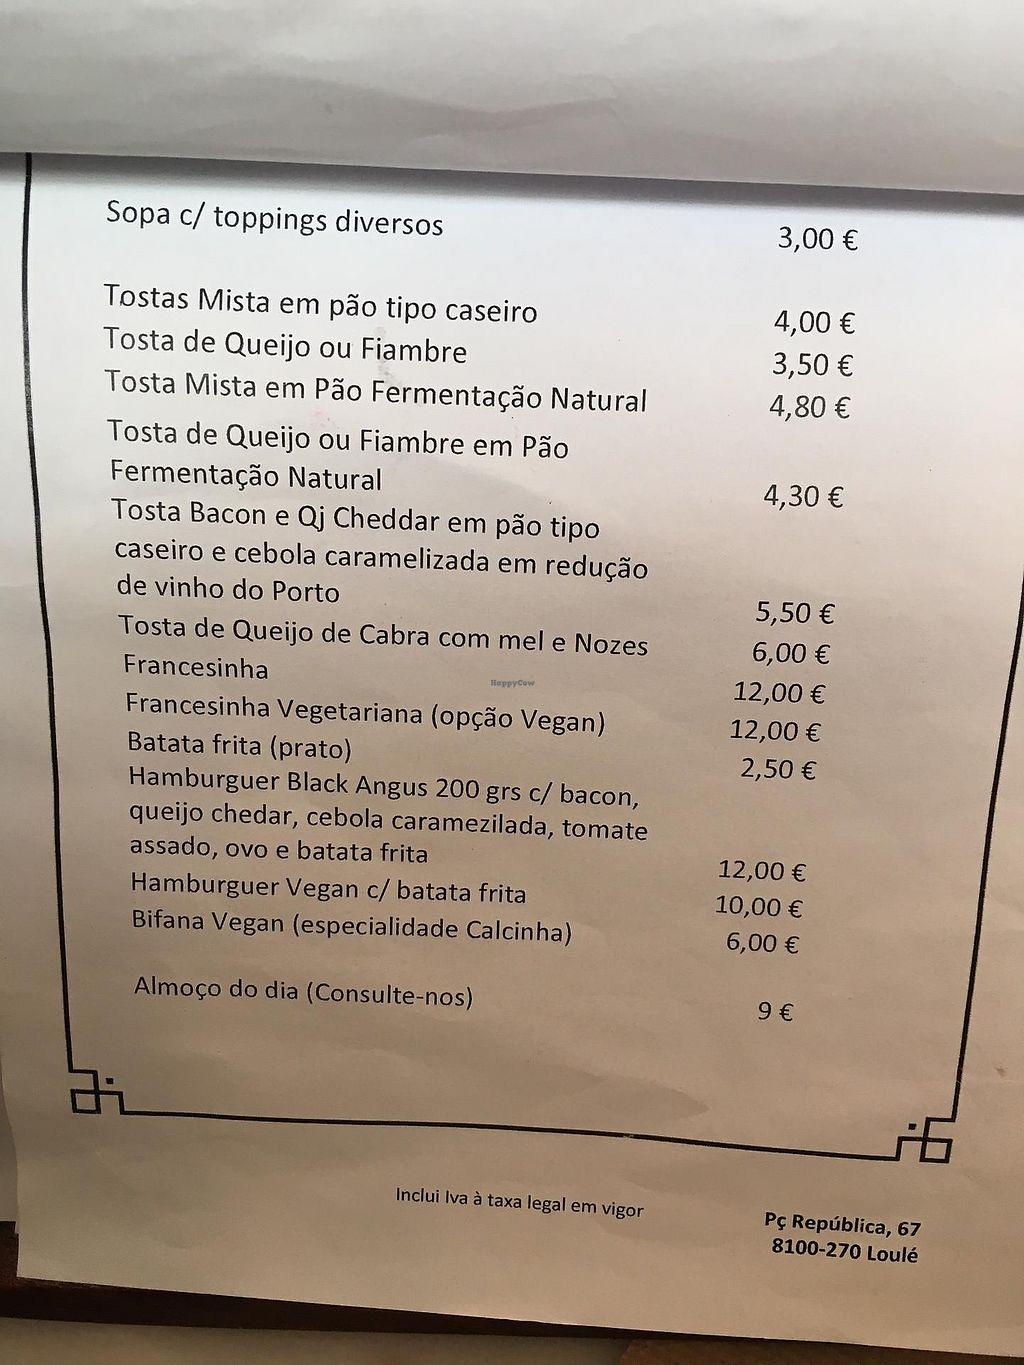 Sopa c/ toppings diversos 3,00 €
Tostas Mista em pão tipo caseiro 4,00 €
Tosta de Queijo ou Fiambre 3,50 €
Tosta Mista em Pão Fermentação Natural 4,80 €
Tosta de Queijo ou Fiambre em Pão
Fermentação Natural 4,30 €
Tosta Bacon e Qj Cheddar em pão tipo
caseiro e cebola caramelizada em redução
de vinho do Porto 5,50 €
Tosta de Queijo de Cabra com mel e Nozes 6,00 €
Francesinha 12,00 €
Francesinha Vegetariana (opção Vegan) 12,00 €
Batata frita (prato) 2,50 €
Hamburguer Black Angus 200 grs c/ bacon,
queijo chedar, cebola caramezilada, tomate
assado, ovo e batata frita 12,00 €
Hamburguer Vegan c/ batata frita 10,00 €
Bifana Vegan (especialidade Calcinha) 6,00 €
Almoço do dia (Consulte-nos) 9 €
Inclui Iva à taxa legal em vigor
Pç República, 67
8100-270 Loulé
HappyCow